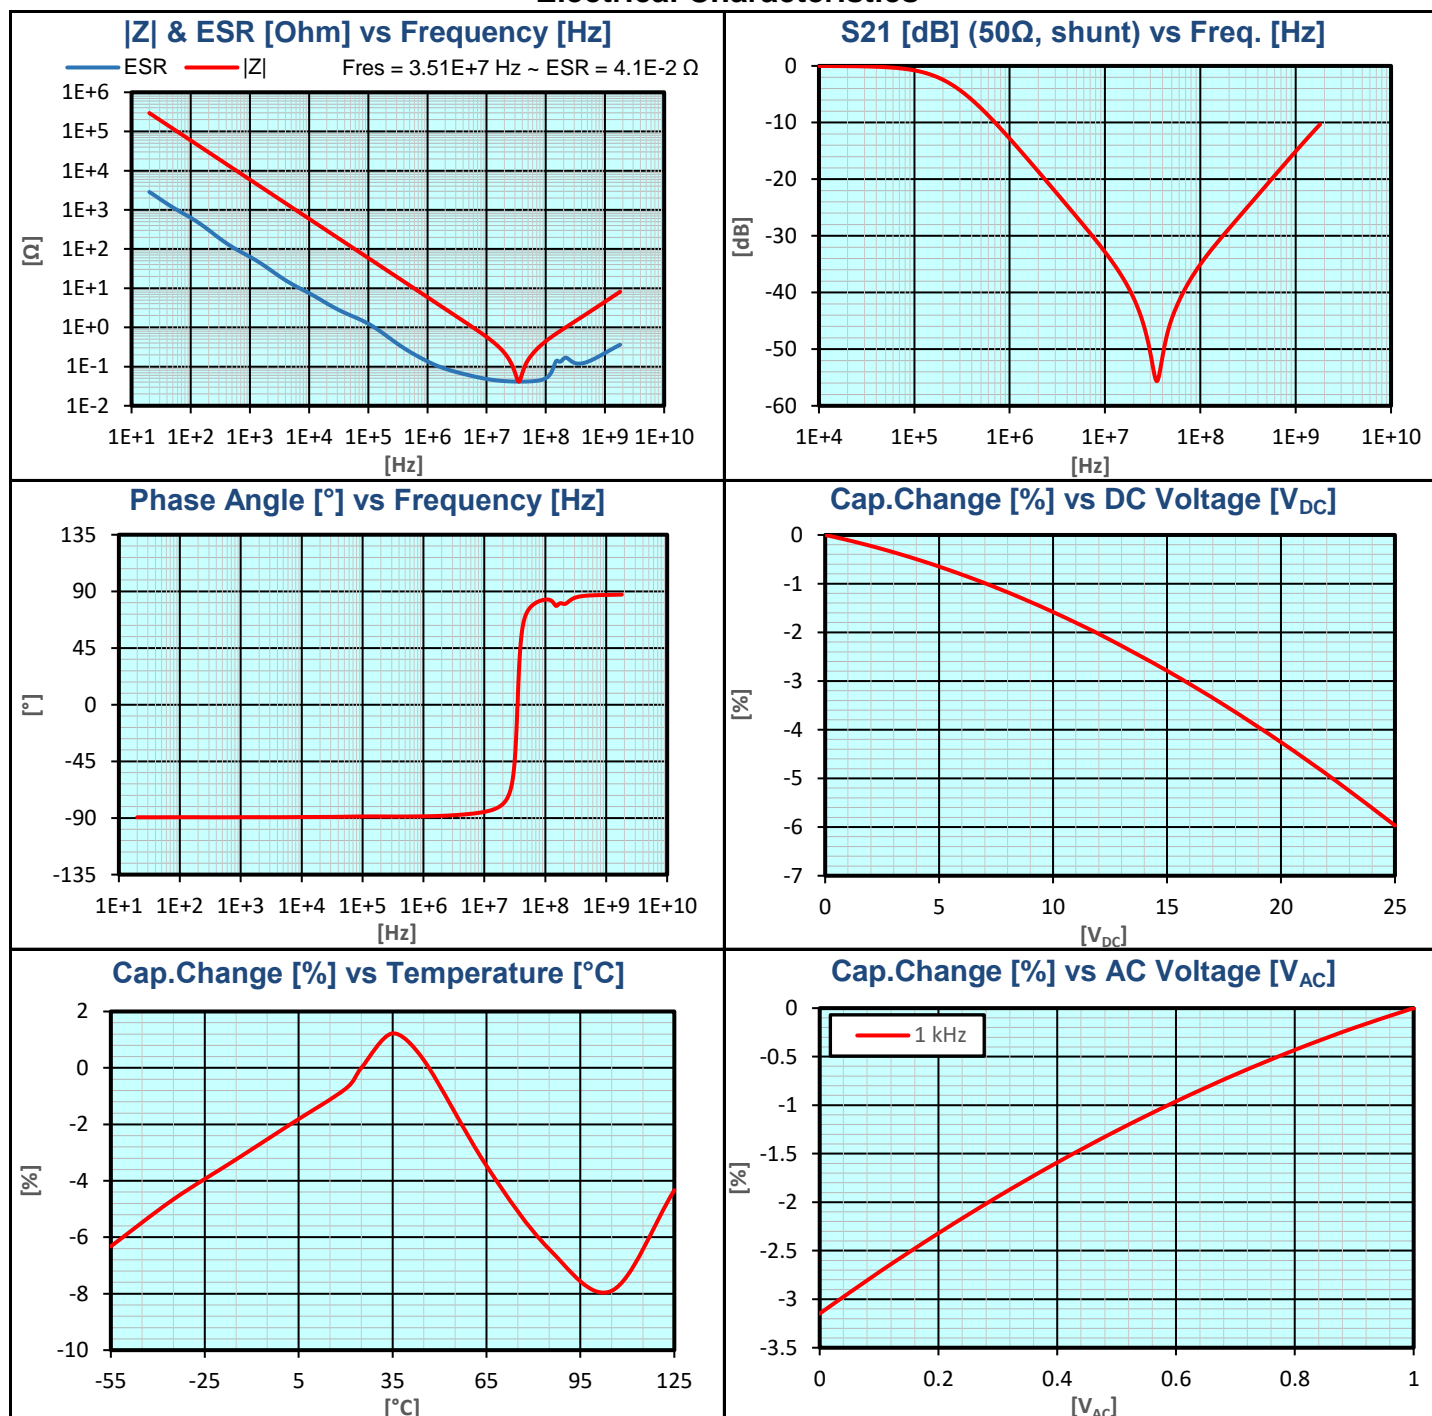 Electrical Characteristics
|Z| & ESR [Ohm] vs Frequency [Hz]
ESR |Z| Fres = 3.51E+7 Hz ~ ESR = 4.1E-2 Ω
1E+6
1E+5
1E+4
1E+3
1E+2
1E+1
1E+0
1E-1
1E-2
[Ω]
1E+1 1E+2 1E+3 1E+4 1E+5 1E+6 1E+7 1E+8 1E+9 1E+10
[Hz]
S21 [dB] (50Ω, shunt) vs Freq. [Hz]
0
-10
-20
-30
-40
-50
-60
[dB]
1E+4 1E+5 1E+6 1E+7 1E+8 1E+9 1E+10
[Hz]
Phase Angle [°] vs Frequency [Hz]
135
90
45
0
-45
-90
-135
[°]
1E+1 1E+2 1E+3 1E+4 1E+5 1E+6 1E+7 1E+8 1E+9 1E+10
[Hz]
Cap.Change [%] vs DC Voltage [VDC]
0
-1
-2
-3
-4
-5
-6
-7
[%]
0 5 10 15 20 25
[VDC]
Cap.Change [%] vs Temperature [°C]
2
0
-2
-4
-6
-8
-10
[%]
-55 -25 5 35 65 95 125
[°C]
Cap.Change [%] vs AC Voltage [VAC]
1 kHz
0
-0.5
-1
-1.5
-2
-2.5
-3
-3.5
[%]
0 0.2 0.4 0.6 0.8 1
[VAC]